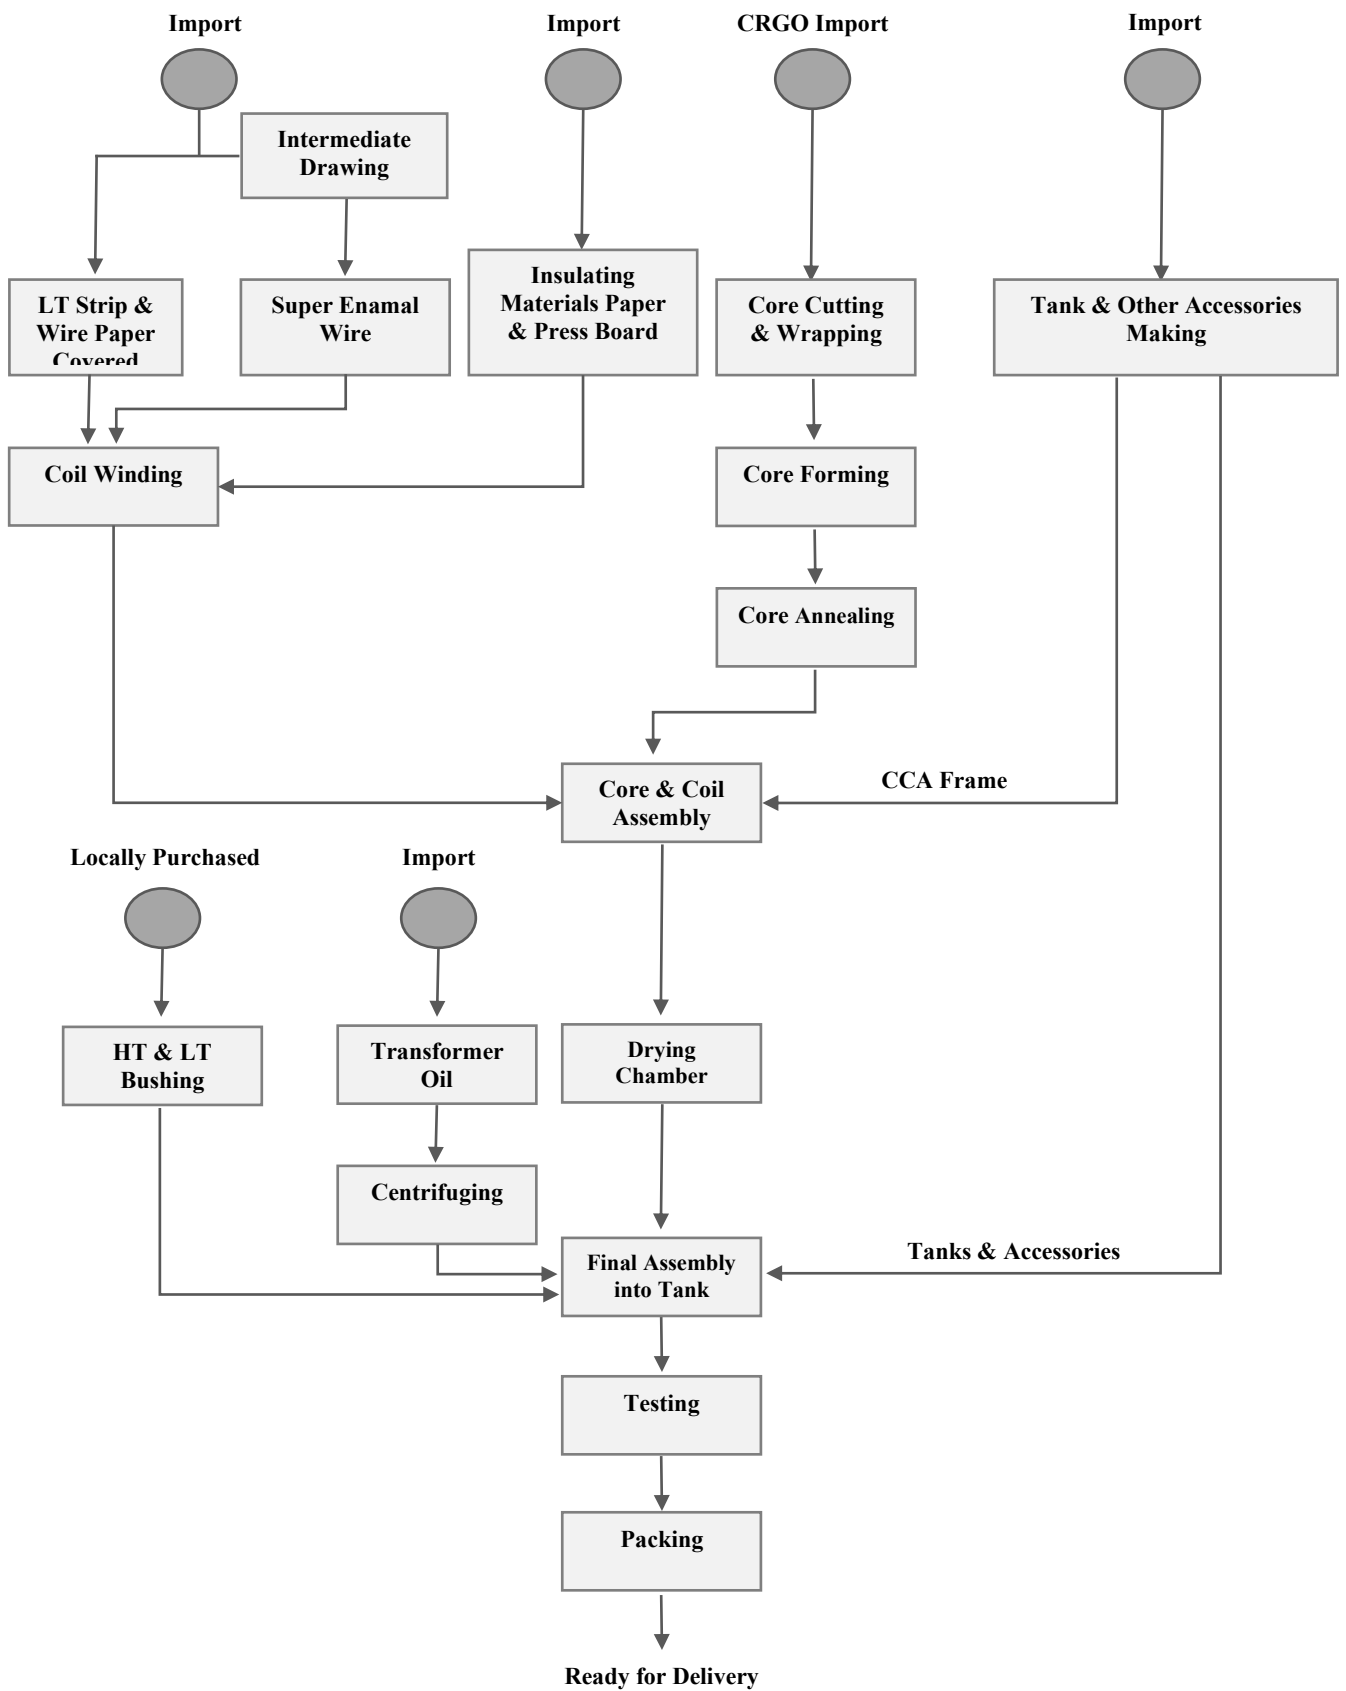 Import
Import
CRGO Import
Import
Intermediate
Drawing
LT Strip &
Wire Paper
Covered
Super Enamal
Wire
Insulating
Materials Paper
& Press Board
Core Cutting
& Wrapping
Tank & Other Accessories
Making
Coil Winding
Core Forming
Core Annealing
Core & Coil
Assembly
CCA Frame
Locally Purchased
Import
HT & LT
Bushing
Transformer
Oil
Drying
Chamber
Centrifuging
Final Assembly
into Tank
Tanks & Accessories
Testing
Packing
Ready for Delivery